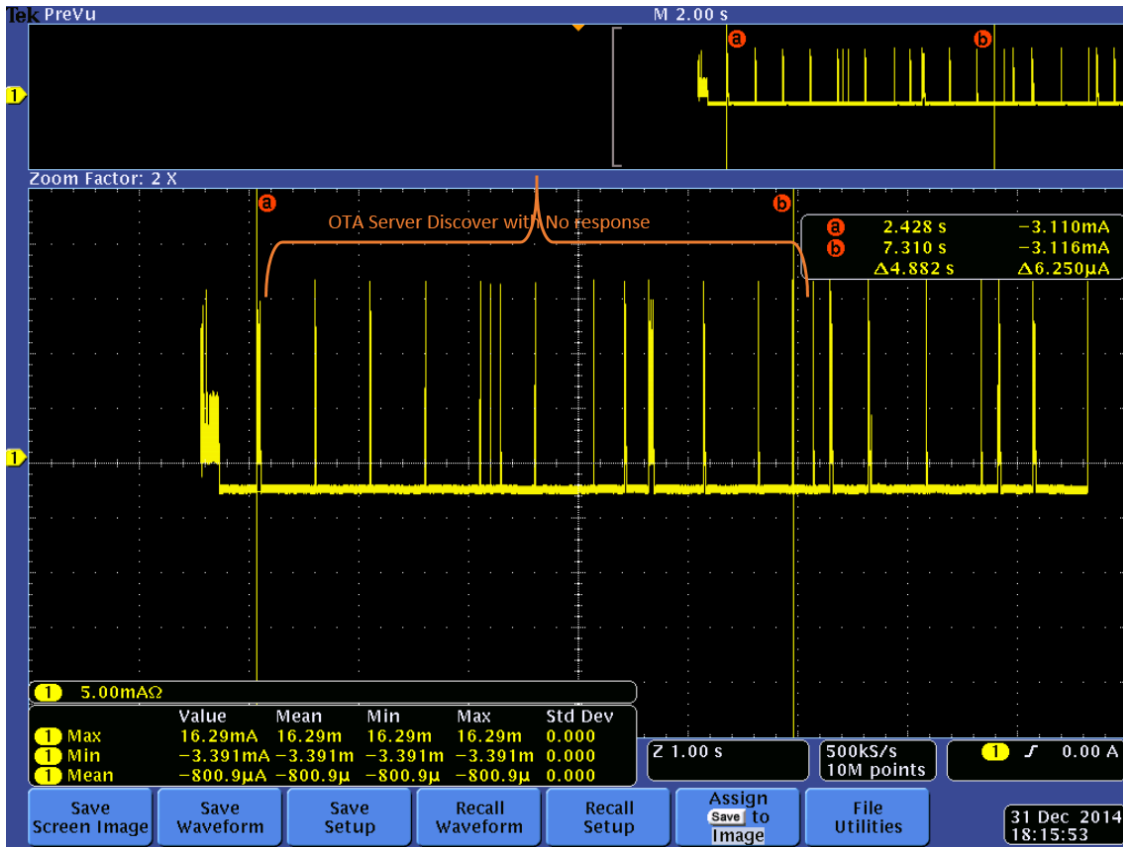 Tek PreVu M 2.00 s
a b
1
Zoom Factor: 2 X
a b
OTA Server Discover with No response
a 2.428 s −3.110mA
b 7.310 s −3.116mA
Δ4.882 s Δ6.250µA
1
1 5.00mAΩ
Value Mean Min Max Std Dev
1 Max 16.29mA 16.29m 16.29m 16.29m 0.000
1 Min −3.391mA −3.391m −3.391m −3.391m 0.000
1 Mean −800.9µA −800.9µ −800.9µ −800.9µ 0.000
Z 1.00 s
500kS/s
10M points
1 0.00 A
Save
Screen Image
Save
Waveform
Save
Setup
Recall
Waveform
Recall
Setup
Assign
Save to
Image
File
Utilities
31 Dec 2014
18:15:53